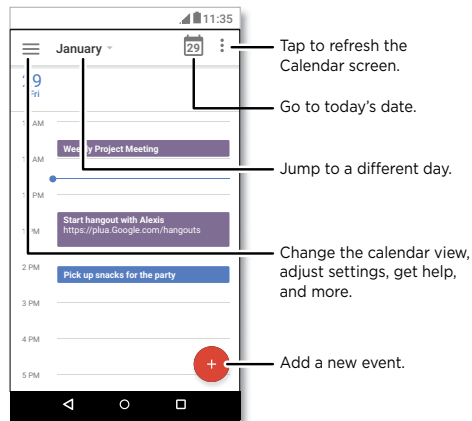 11:35
January
29
Tap to refresh the
Calendar screen.
Fri
Go to today's date.
AM
Weekly Project Meeting
AM
Jump to a different day.
PM
Start hangout with Alexis
https://plua.Google.com/hangouts
PM
Change the calendar view,
adjust settings, get help,
and more.
2 PM
Pick up snacks for the party
3 PM
4 PM
Add a new event.
5 PM